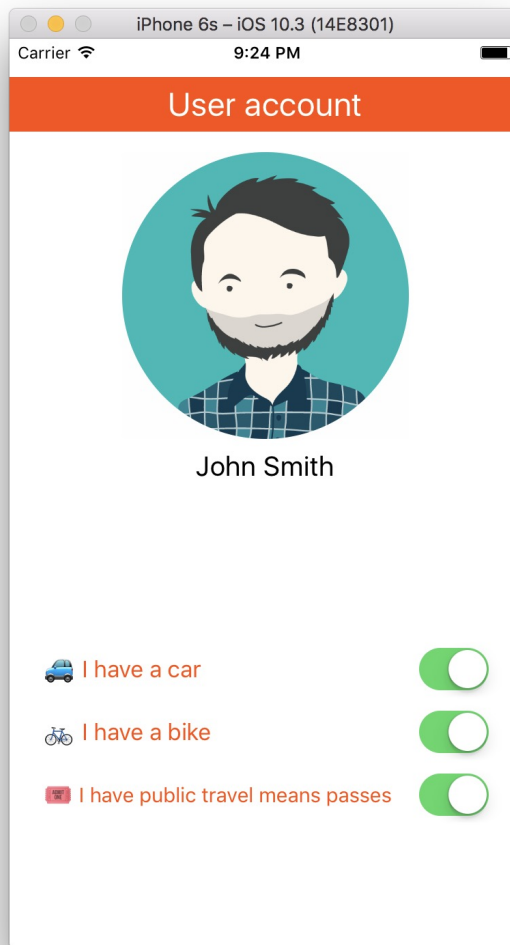 iPhone 6s – iOS 10.3 (14E8301)
Carrier 9:24 PM
User account
John Smith
I have a car
I have a bike
I have public travel means passes